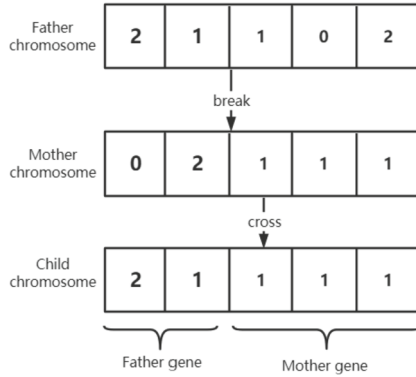 Father
chromosome
2 1 1 0 2
break
Mother
chromosome
0 2 1 1 1
cross
Child
chromosome
2 1 1 1 1
Father gene
Mother gene